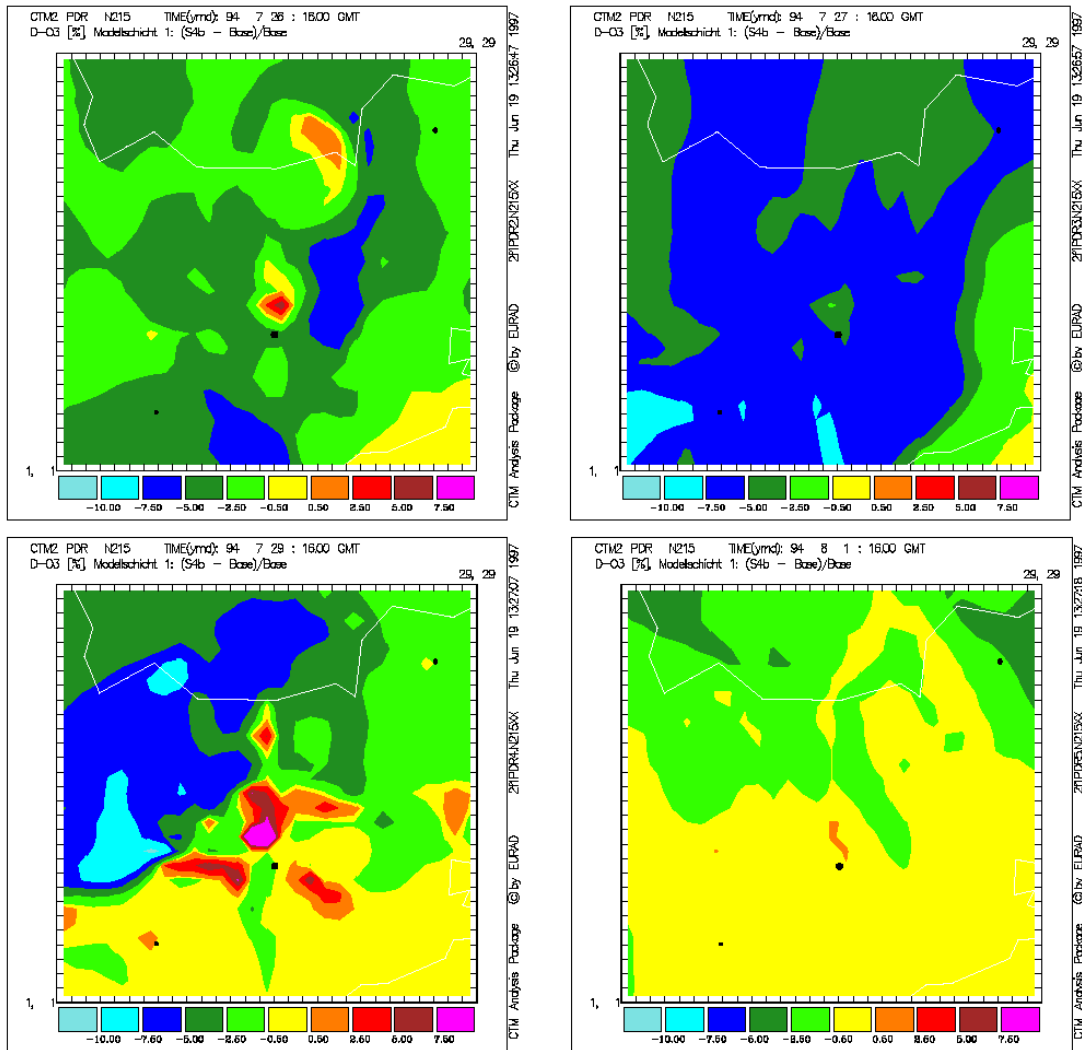 CTM2 PDR N215 TIME(ymd): 94 7 26 : 16.00 GMT
D-O3 [%], Modellschicht 1: (S4b - Base)/Base
29, 29
1, 1
-10.00 -7.50 -5.00 -2.50 -0.50 0.50 2.50 5.00 7.50
CTM Analysis Package (C) by EURAD 2f1PDR2.N215XX Thu Jun 19 13:26:47 1997
CTM2 PDR N215 TIME(ymd): 94 7 27 : 16.00 GMT
D-O3 [%], Modellschicht 1: (S4b - Base)/Base
29, 29
1, 1
-10.00 -7.50 -5.00 -2.50 -0.50 0.50 2.50 5.00 7.50
CTM Analysis Package (C) by EURAD 2f1PDR3.N215XX Thu Jun 19 13:26:57 1997
CTM2 PDR N215 TIME(ymd): 94 7 29 : 16.00 GMT
D-O3 [%], Modellschicht 1: (S4b - Base)/Base
29, 29
1, 1
-10.00 -7.50 -5.00 -2.50 -0.50 0.50 2.50 5.00 7.50
CTM Analysis Package (C) by EURAD 2f1PDR4.N215XX Thu Jun 19 13:27:07 1997
CTM2 PDR N215 TIME(ymd): 94 8 1 : 16.00 GMT
D-O3 [%], Modellschicht 1: (S4b - Base)/Base
29, 29
1, 1
-10.00 -7.50 -5.00 -2.50 -0.50 0.50 2.50 5.00 7.50
CTM Analysis Package (C) by EURAD 2f1PDR5.N215XX Thu Jun 19 13:27:18 1997